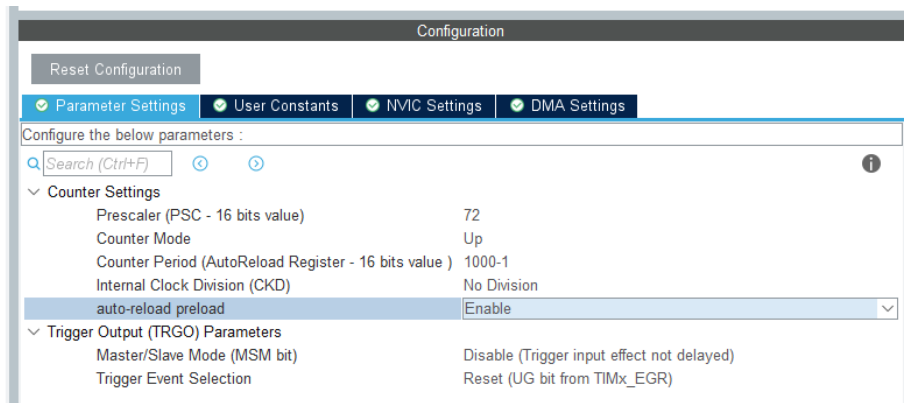 Configuration
Reset Configuration
Parameter Settings User Constants NVIC Settings DMA Settings
Configure the below parameters :
Search (Ctrl+F)
Counter Settings
Prescaler (PSC - 16 bits value) 72
Counter Mode Up
Counter Period (AutoReload Register - 16 bits value ) 1000-1
Internal Clock Division (CKD) No Division
auto-reload preload Enable
Trigger Output (TRGO) Parameters
Master/Slave Mode (MSM bit) Disable (Trigger input effect not delayed)
Trigger Event Selection Reset (UG bit from TIMx_EGR)